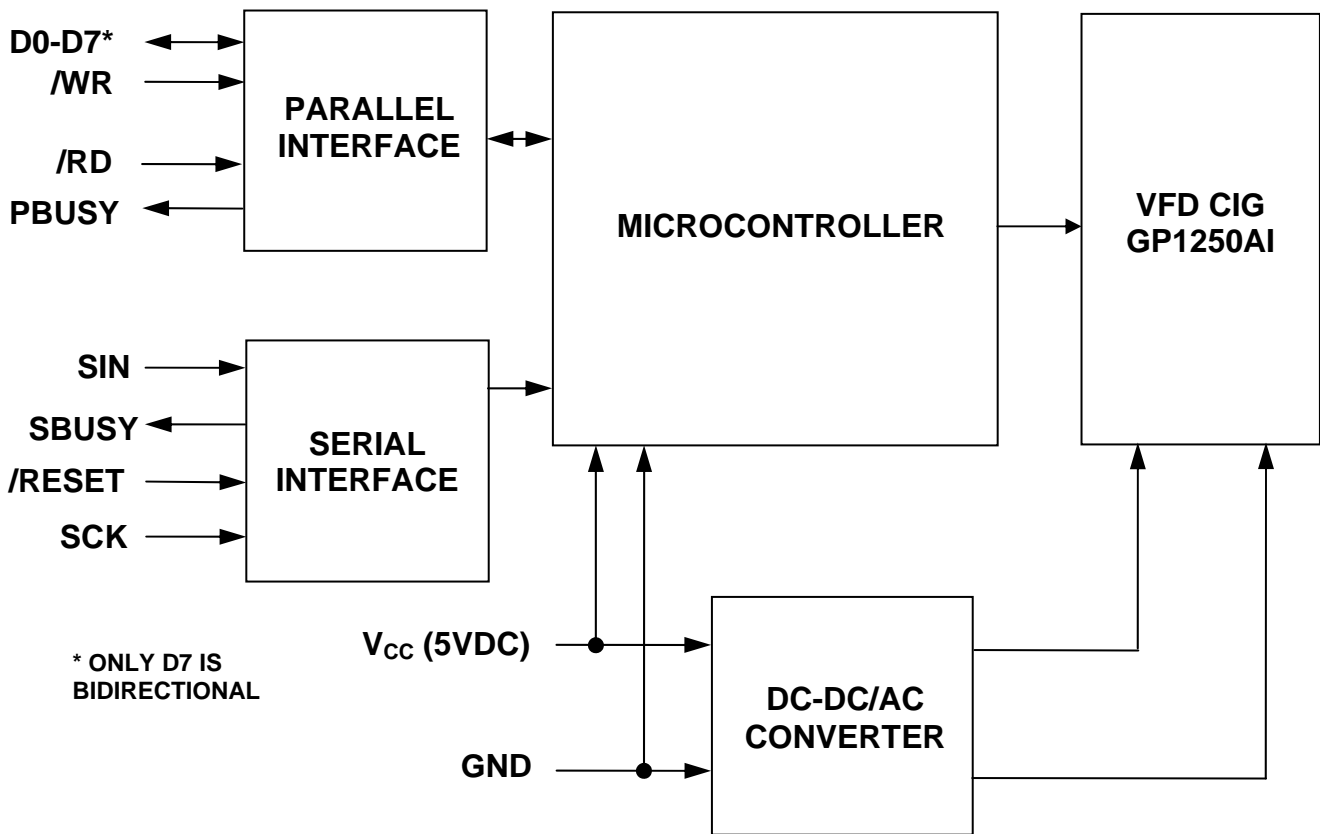 D0-D7*
/WR
/RD
PBUSY
PARALLEL
INTERFACE
MICROCONTROLLER
VFD CIG
GP1250AI
SIN
SBUSY
/RESET
SCK
SERIAL
INTERFACE
* ONLY D7 IS
BIDIRECTIONAL
VCC (5VDC)
GND
DC-DC/AC
CONVERTER